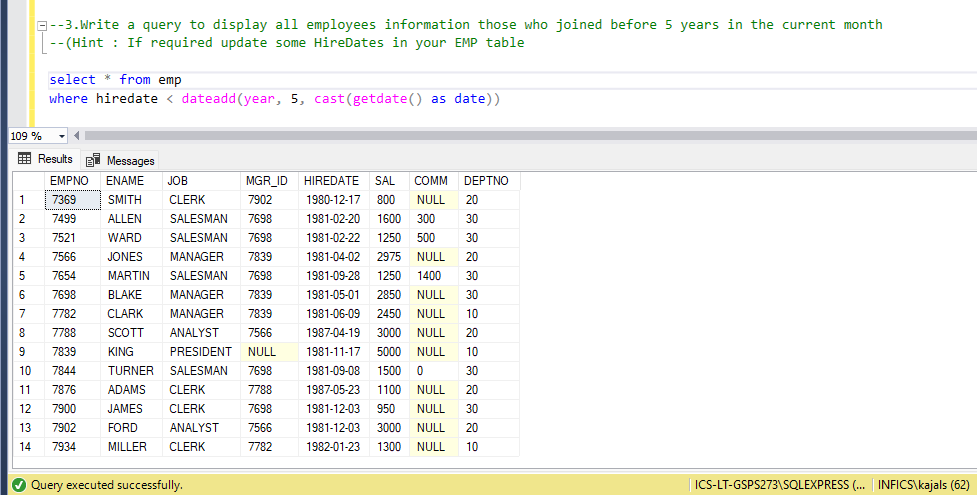 --3.Write a query to display all employees information those who joined before 5 years in the current month
--(Hint : If required update some HireDates in your EMP table
select * from emp
where hiredate < dateadd(year, 5, cast(getdate() as date))
109 %
Results Messages
EMPNO ENAME JOB MGR_ID HIREDATE SAL COMM DEPTNO
1 7369 SMITH CLERK 7902 1980-12-17 800 NULL 20
2 7499 ALLEN SALESMAN 7698 1981-02-20 1600 300 30
3 7521 WARD SALESMAN 7698 1981-02-22 1250 500 30
4 7566 JONES MANAGER 7839 1981-04-02 2975 NULL 20
5 7654 MARTIN SALESMAN 7698 1981-09-28 1250 1400 30
6 7698 BLAKE MANAGER 7839 1981-05-01 2850 NULL 30
7 7782 CLARK MANAGER 7839 1981-06-09 2450 NULL 10
8 7788 SCOTT ANALYST 7566 1987-04-19 3000 NULL 20
9 7839 KING PRESIDENT NULL 1981-11-17 5000 NULL 10
10 7844 TURNER SALESMAN 7698 1981-09-08 1500 0 30
11 7876 ADAMS CLERK 7788 1987-05-23 1100 NULL 20
12 7900 JAMES CLERK 7698 1981-12-03 950 NULL 30
13 7902 FORD ANALYST 7566 1981-12-03 3000 NULL 20
14 7934 MILLER CLERK 7782 1982-01-23 1300 NULL 10
Query executed successfully. ICS-LT-GSPS273\SQLEXPRESS (... INFICS\kajals (62)